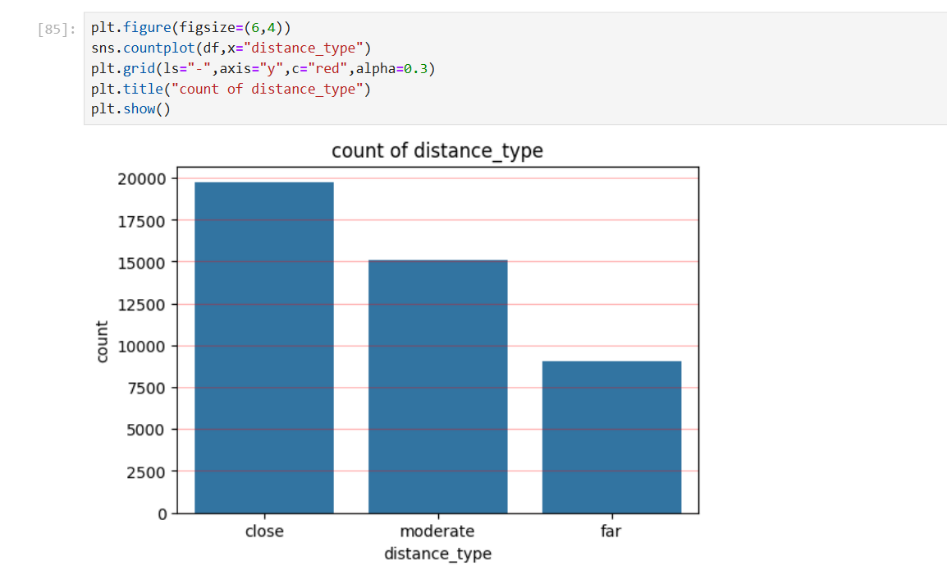 [85]: plt.figure(figsize=(6,4))
sns.countplot(df,x="distance_type")
plt.grid(ls="-",axis="y",c="red",alpha=0.3)
plt.title("count of distance_type")
plt.show()
count of distance_type
20000
17500
15000
12500
10000
7500
5000
2500
0
count
close moderate far
distance_type